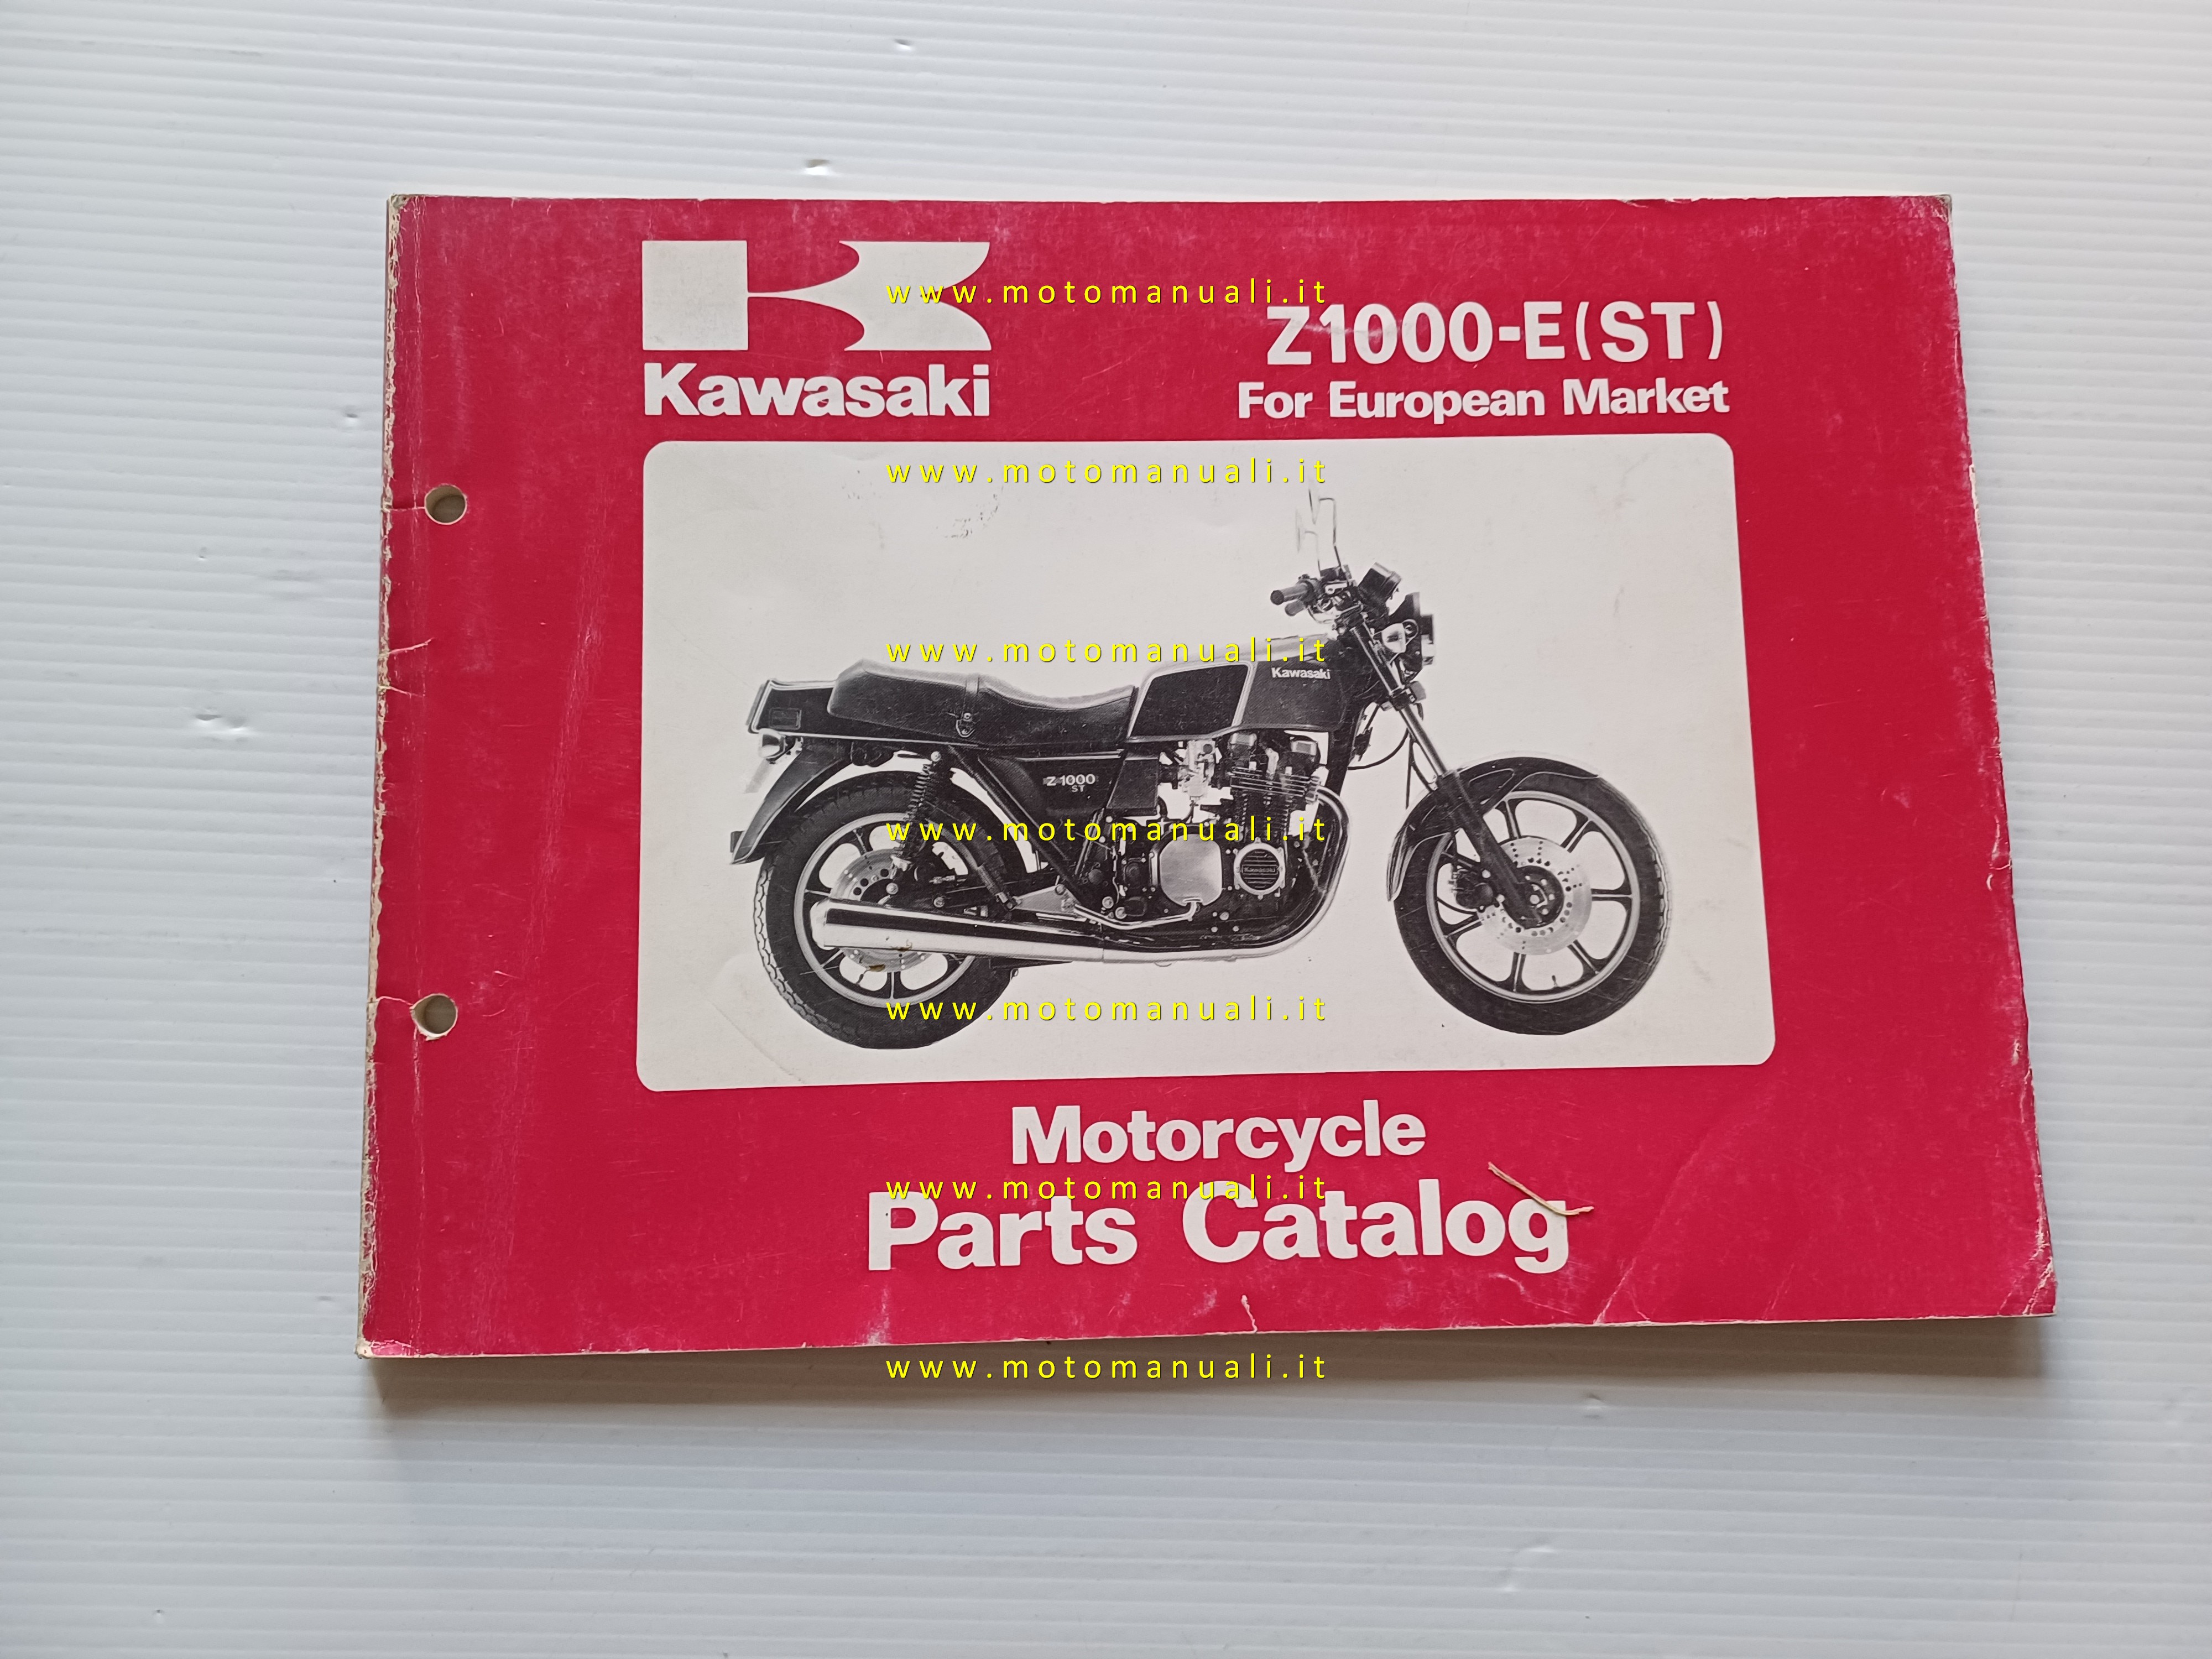 www.motomanuali.it
Kawasaki
Z1000-E(ST)
For European Market
www.motomanuali.it
www.motomanuali.it
Kawasaki
Z1000
ST
www.motomanuali.it
Kawasaki
www.motomanuali.it
Motorcycle
www.motomanuali.it
Parts Catalog
www.motomanuali.it